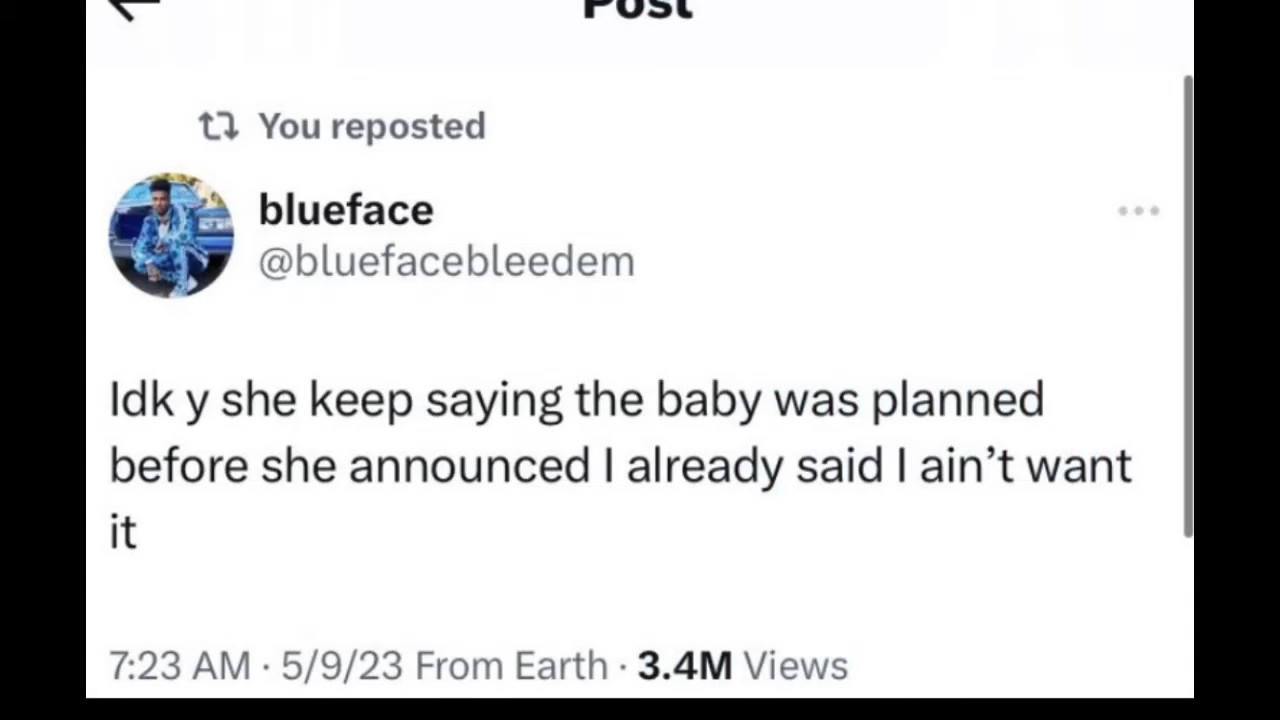 Post
You reposted
blueface
@bluefacebleedem
Idk y she keep saying the baby was planned
before she announced I already said I ain’t want
it
7:23 AM · 5/9/23 From Earth · 3.4M Views